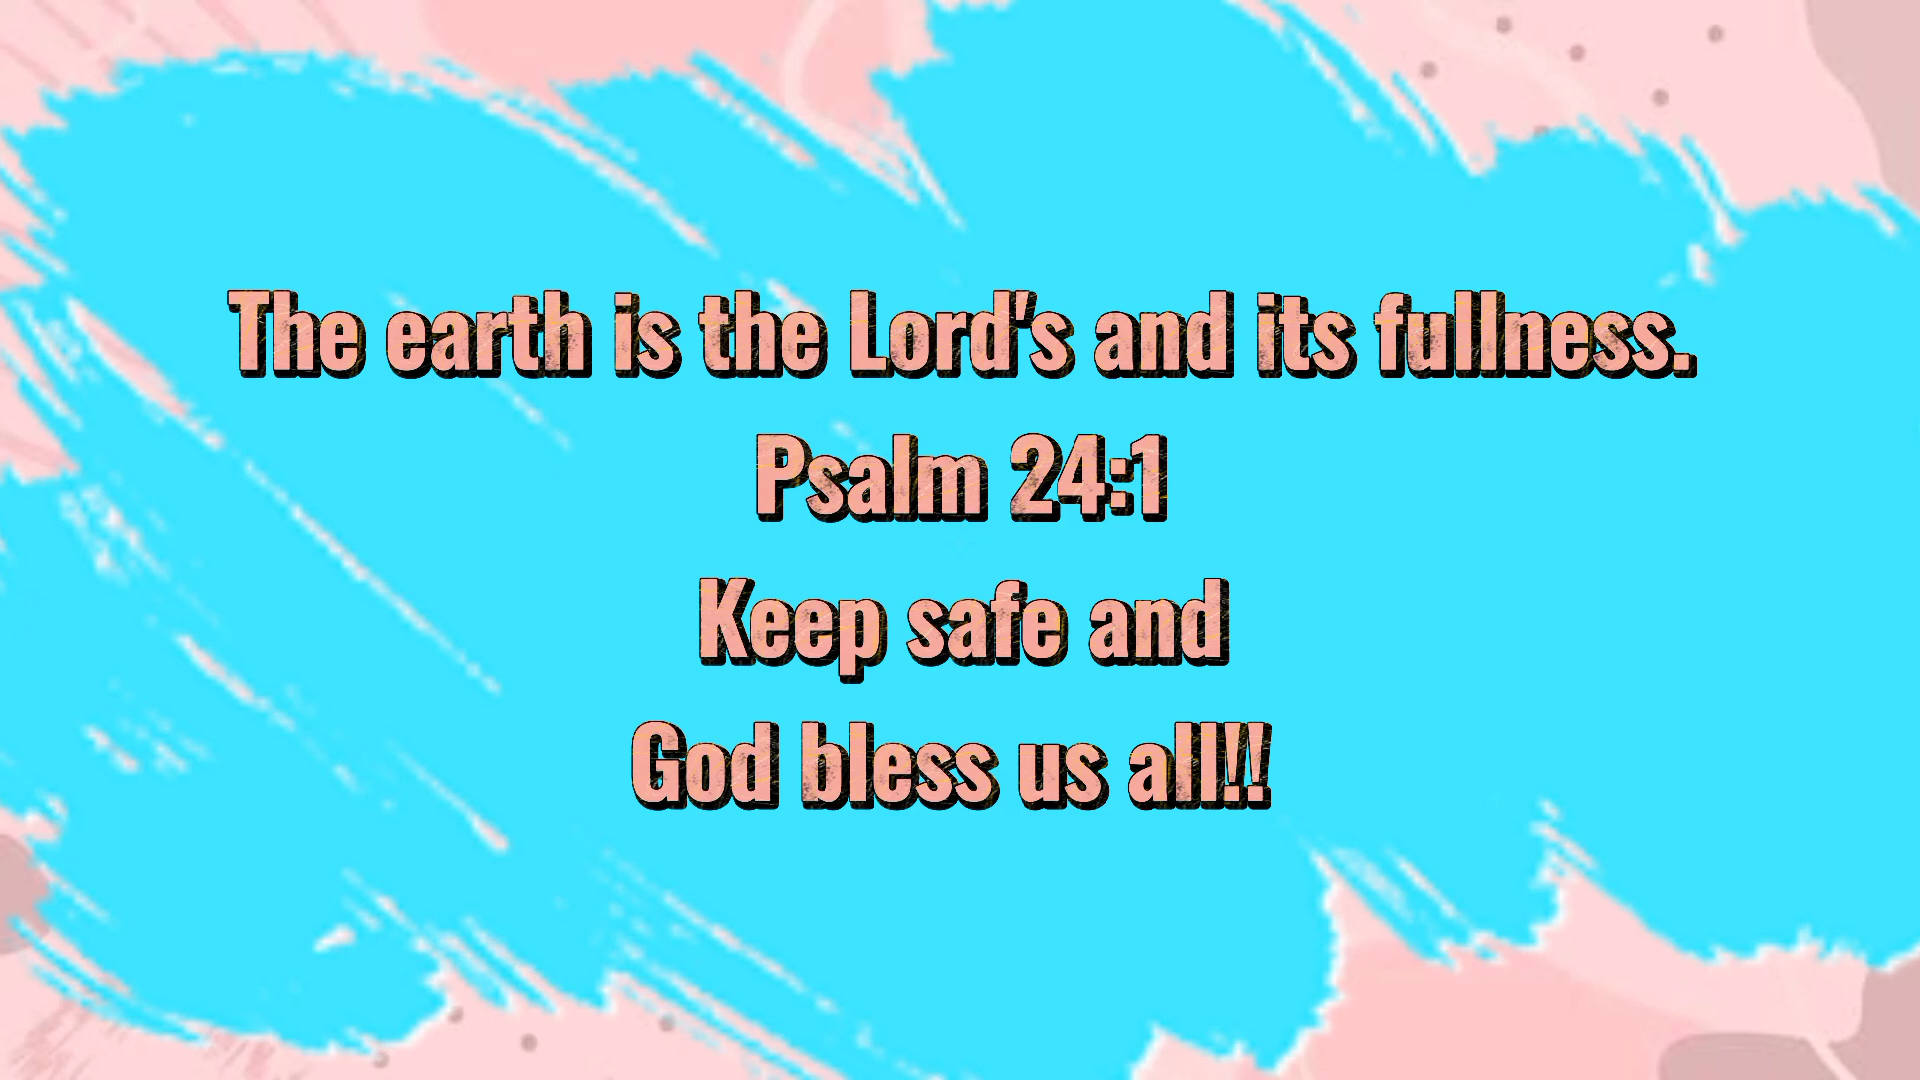 The earth is the Lord's and its fullness.
Psalm 24:1
Keep safe and
God bless us all!!